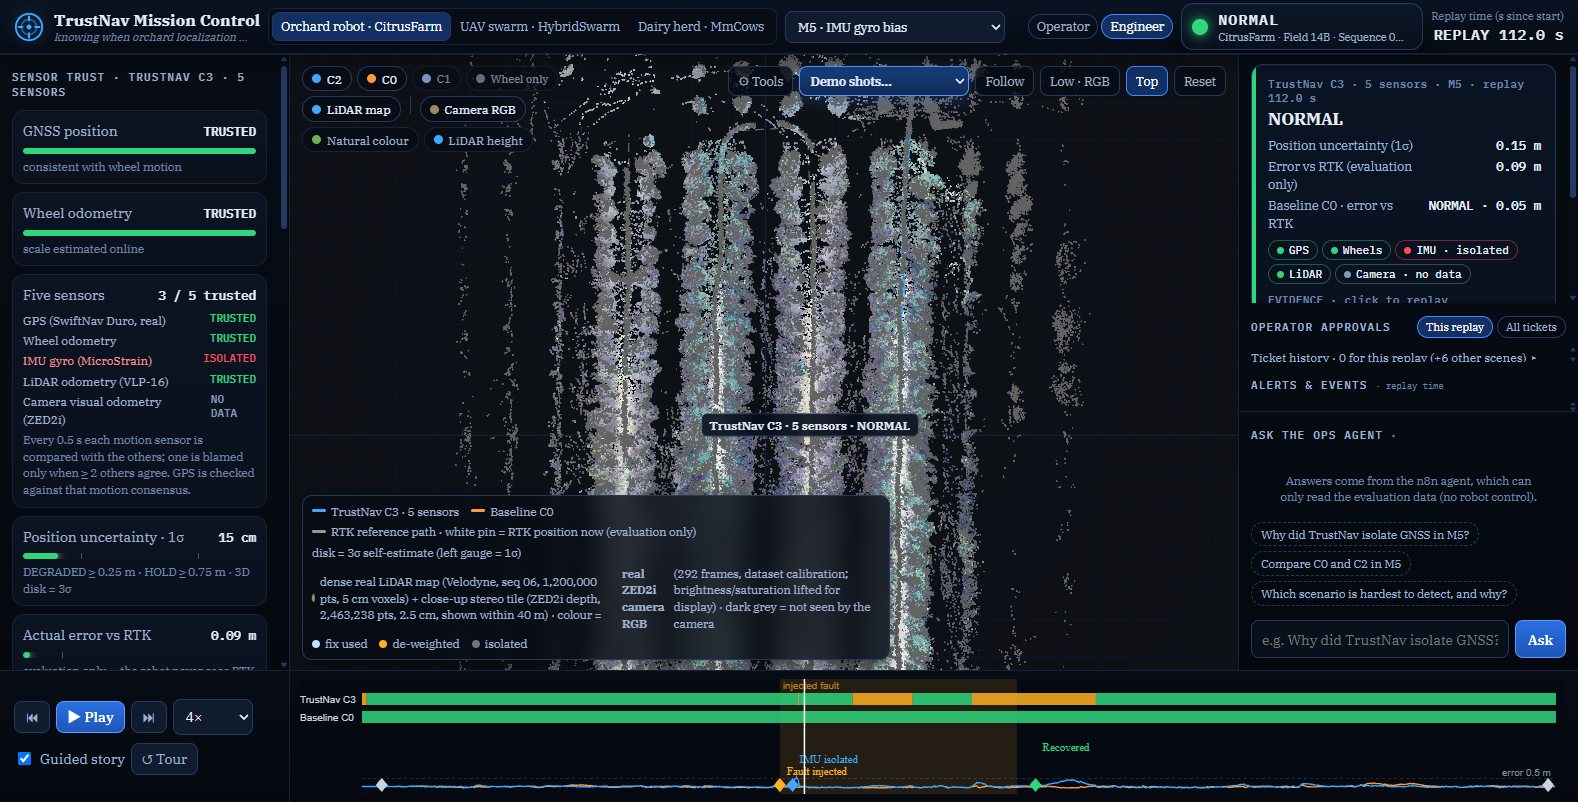 TrustNav Mission Control
knowing when orchard localization ...
Orchard robot · CitrusFarm
UAV swarm · HybridSwarm
Dairy herd · MmCows
M5 · IMU gyro bias
Operator
Engineer
NORMAL
CitrusFarm · Field 14B · Sequence 0...
Replay time (s since start)
REPLAY 112.0 s
SENSOR TRUST · TRUSTNAV C3 · 5
SENSORS
GNSS position TRUSTED
consistent with wheel motion
Wheel odometry TRUSTED
scale estimated online
Five sensors 3 / 5 trusted
GPS (SwiftNav Duro, real) TRUSTED
Wheel odometry TRUSTED
IMU gyro (MicroStrain) ISOLATED
LiDAR odometry (VLP-16) TRUSTED
Camera visual odometry NO
(ZED2i) DATA
Every 0.5 s each motion sensor is
compared with the others; one is blamed
only when ≥ 2 others agree. GPS is checked
against that motion consensus.
Position uncertainty · 1σ 15 cm
DEGRADED ≥ 0.25 m · HOLD ≥ 0.75 m · 3D
disk = 3σ
Actual error vs RTK 0.09 m
C2
C0
C1
Wheel only
LiDAR map
Camera RGB
Natural colour
LiDAR height
⚙ Tools
Demo shots...
Follow
Low · RGB
Top
Reset
TrustNav C3 · 5 sensors · NORMAL
TrustNav C3 · 5 sensors
Baseline C0
RTK reference path · white pin = RTK position now (evaluation only)
disk = 3σ self-estimate (left gauge = 1σ)
dense real LiDAR map (Velodyne, seq 06, 1,200,000
pts, 5 cm voxels) + close-up stereo tile (ZED2i depth,
2,463,238 pts, 2.5 cm, shown within 40 m) · colour =
real
ZED2i
camera
RGB
(292 frames, dataset calibration;
brightness/saturation lifted for
display) · dark grey = not seen by the
camera
fix used
de-weighted
isolated
TrustNav C3 · 5 sensors · M5 · replay
112.0 s
NORMAL
Position uncertainty (1σ) 0.15 m
Error vs RTK (evaluation 0.09 m
only)
Baseline C0 · error vs NORMAL · 0.05 m
RTK
GPS
Wheels
IMU · isolated
LiDAR
Camera · no data
EVIDENCE · click to replay
OPERATOR APPROVALS
This replay
All tickets
Ticket history · 0 for this replay (+6 other scenes) ▸
ALERTS & EVENTS · replay time
ASK THE OPS AGENT ▾
Answers come from the n8n agent, which can
only read the evaluation data (no robot control).
Why did TrustNav isolate GNSS in M5?
Compare C0 and C2 in M5
Which scenario is hardest to detect, and why?
e.g. Why did TrustNav isolate GNSS?
Ask
⏮
▶ Play
⏭
4×
Guided story
↺ Tour
injected fault
TrustNav C3
Baseline C0
Recovered
IMU isolated
Fault injected
error 0.5 m